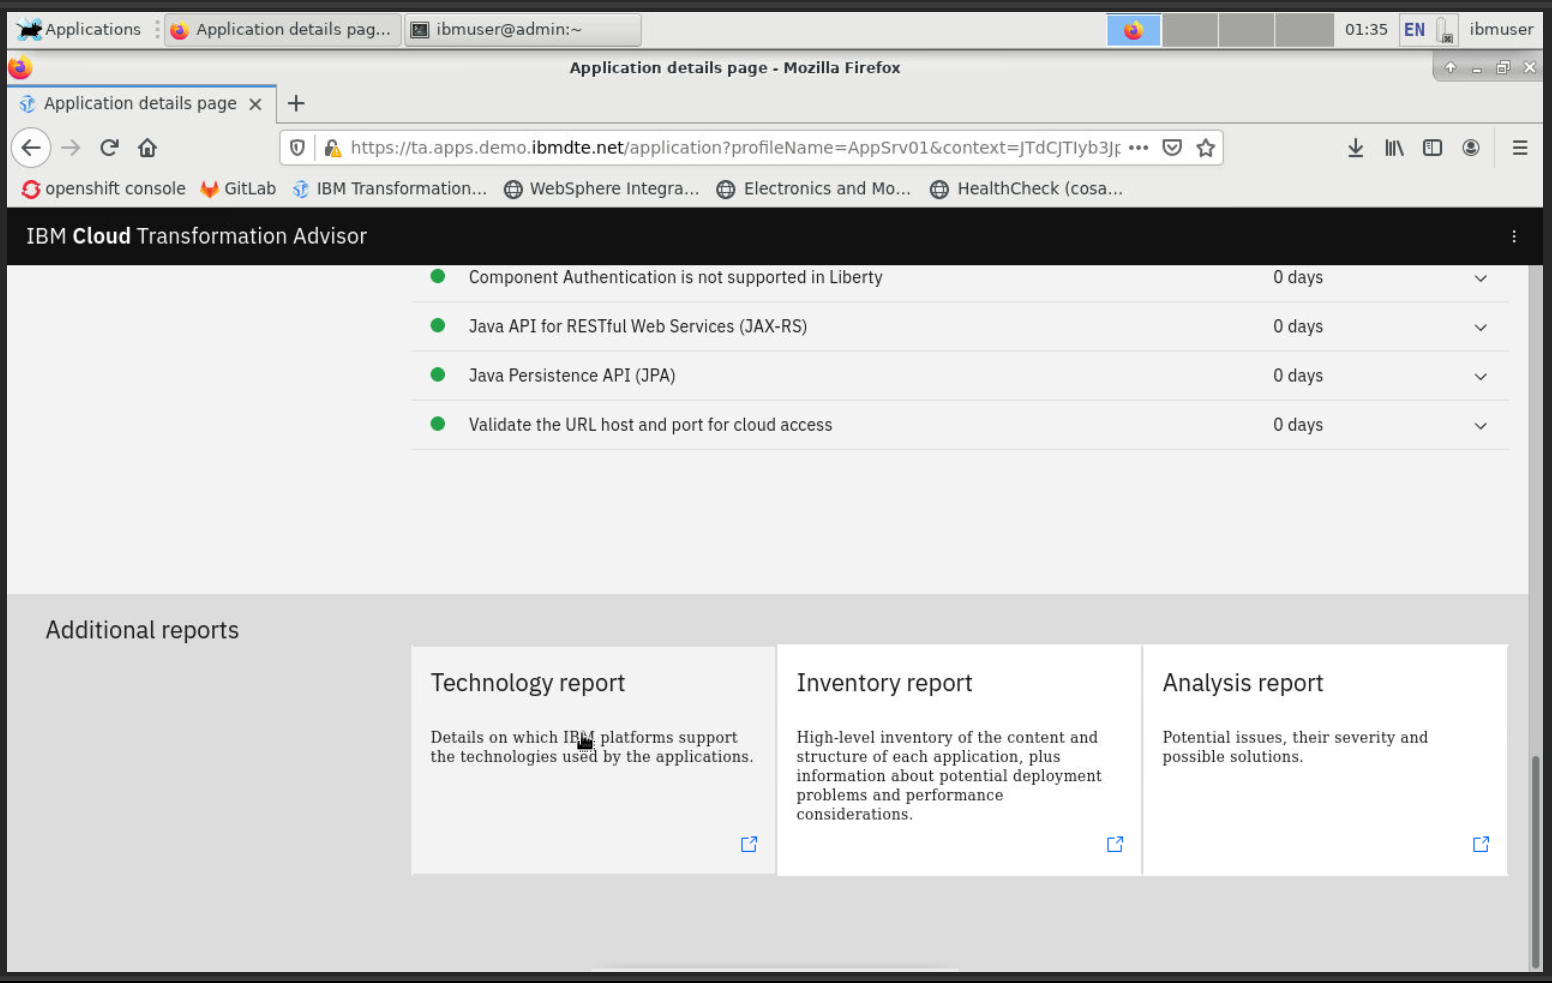 Applications
Application details pag...
ibmuser@admin:~
01:35
EN
ibmuser
Application details page - Mozilla Firefox
Application details page
https://ta.apps.demo.ibmdte.net/application?profileName=AppSrv01&context=JTdCJTIyb3Jp
openshift console
GitLab
IBM Transformation...
WebSphere Integra...
Electronics and Mo...
HealthCheck (cosa...
IBM Cloud Transformation Advisor
Component Authentication is not supported in Liberty 0 days
Java API for RESTful Web Services (JAX-RS) 0 days
Java Persistence API (JPA) 0 days
Validate the URL host and port for cloud access 0 days
Additional reports
Technology report
Details on which IBM platforms support
the technologies used by the applications.
Inventory report
High-level inventory of the content and
structure of each application, plus
information about potential deployment
problems and performance
considerations.
Analysis report
Potential issues, their severity and
possible solutions.